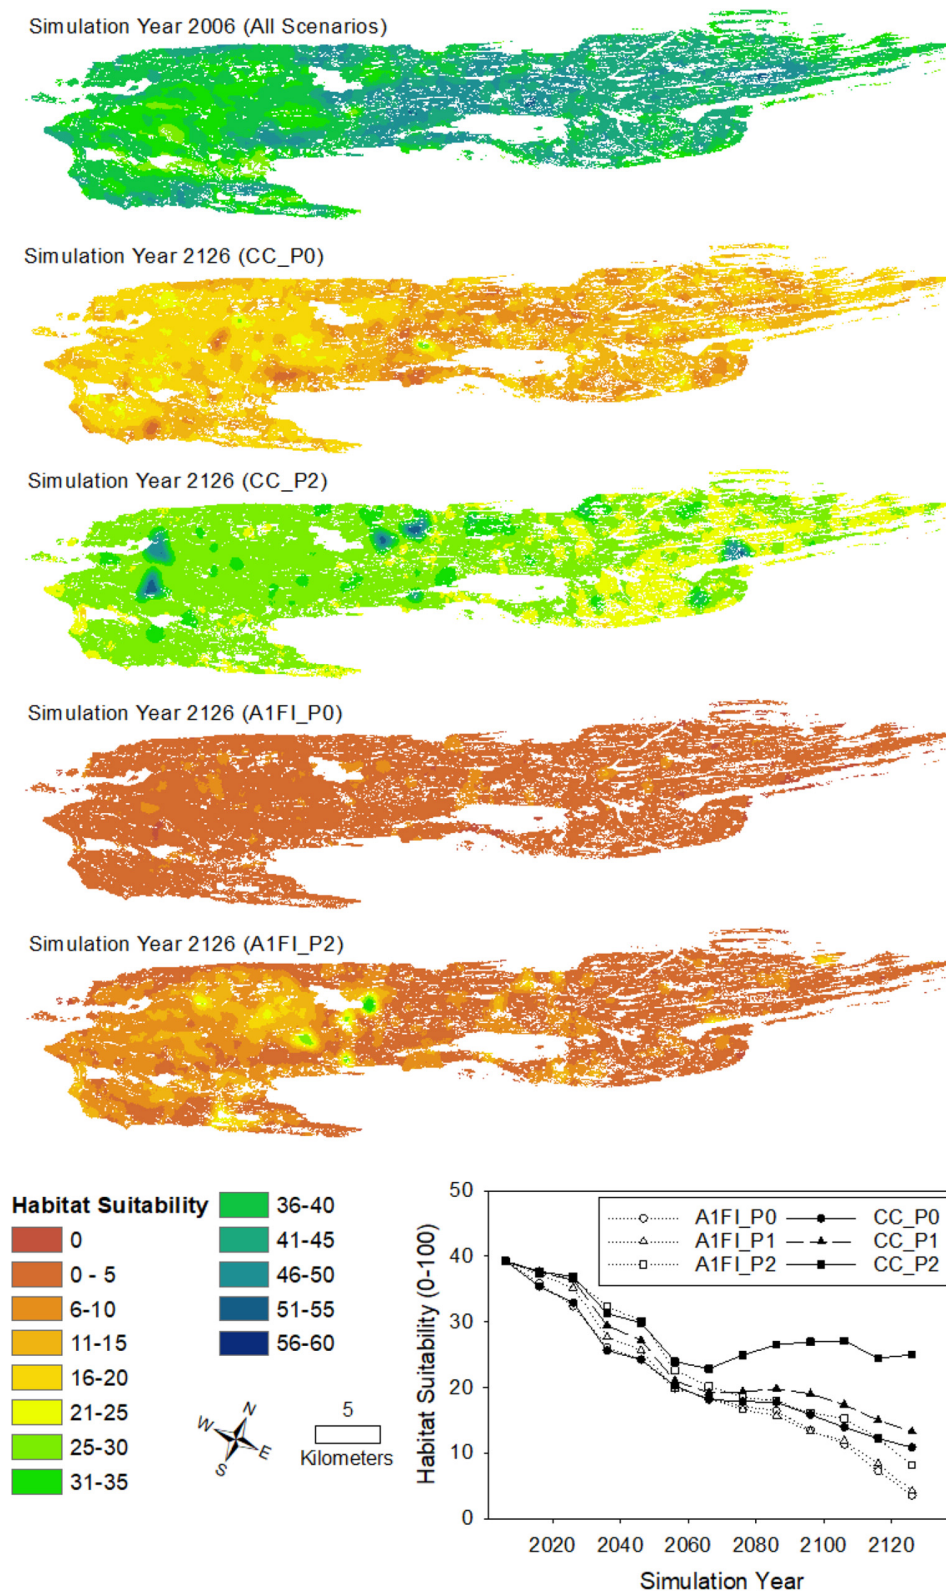 Simulation Year 2006 (All Scenarios)
Simulation Year 2126 (CC_P0)
Simulation Year 2126 (CC_P2)
Simulation Year 2126 (A1FI_P0)
Simulation Year 2126 (A1FI_P2)
Habitat Suitability
0
0 - 5
6-10
11-15
16-20
21-25
25-30
31-35
36-40
41-45
46-50
51-55
56-60
N
W
E
S
5
Kilometers
Habitat Suitability (0-100)
50
40
30
20
10
0
A1FI_P0 CC_P0
A1FI_P1 CC_P1
A1FI_P2 CC_P2
2020 2040 2060 2080 2100 2120
Simulation Year